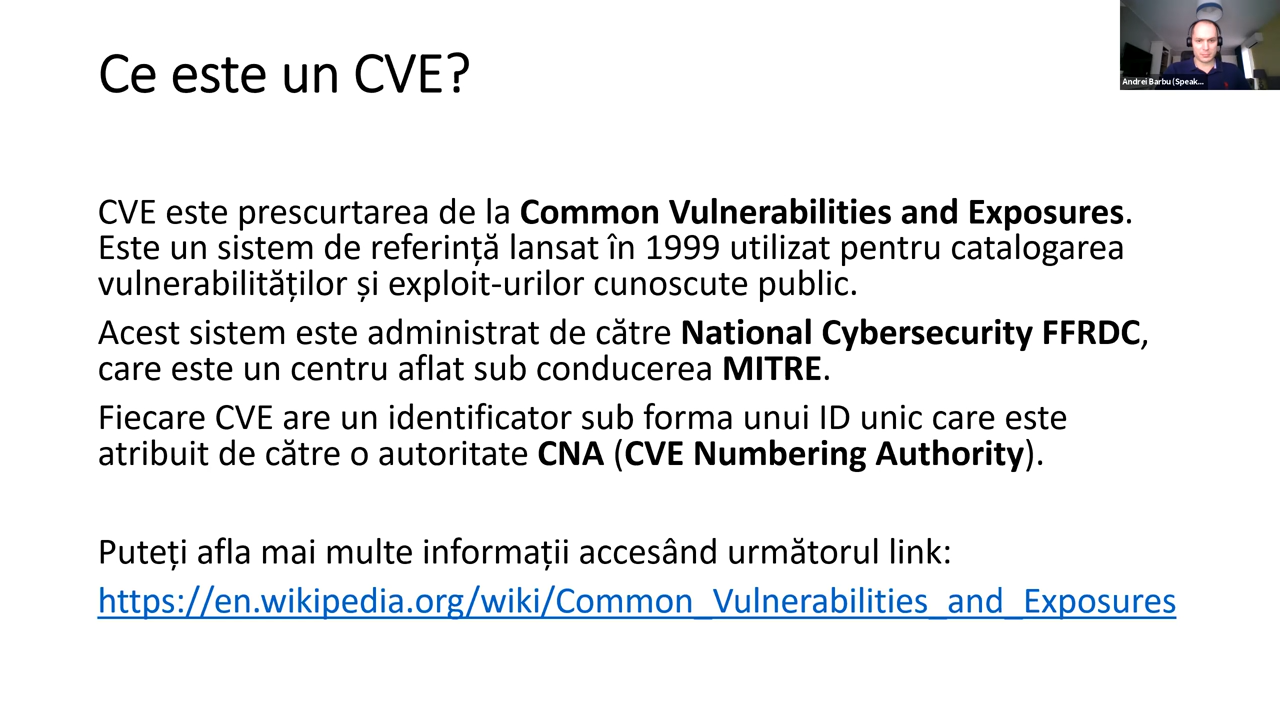 Ce este un CVE?
Andrei Barbu (Speak...
CVE este prescurtarea de la Common Vulnerabilities and Exposures.
Este un sistem de referință lansat în 1999 utilizat pentru catalogarea
vulnerabilităților și exploit-urilor cunoscute public.
Acest sistem este administrat de către National Cybersecurity FFRDC,
care este un centru aflat sub conducerea MITRE.
Fiecare CVE are un identificator sub forma unui ID unic care este
atribuit de către o autoritate CNA (CVE Numbering Authority).
Puteți afla mai multe informații accesând următorul link:
https://en.wikipedia.org/wiki/Common_Vulnerabilities_and_Exposures